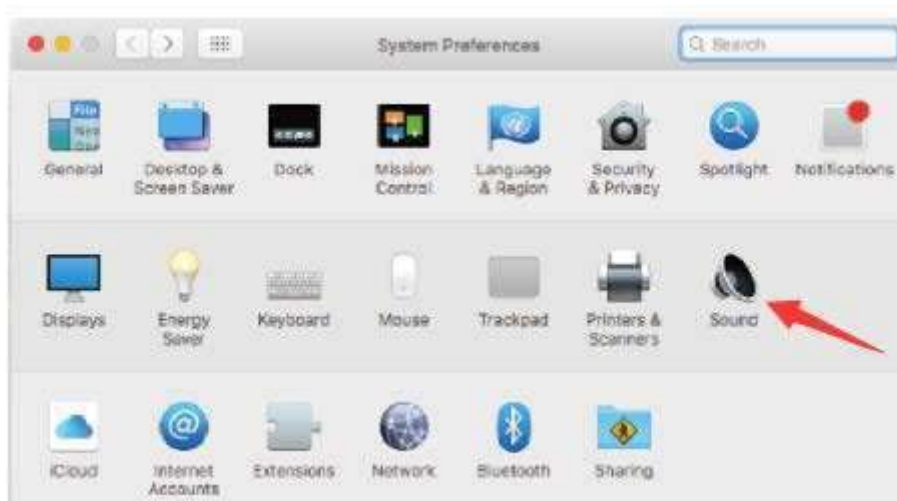 System Preferences
Search
General
Desktop &
Screen Saver
Dock
Mission
Control
Language
& Region
Security
& Privacy
Spotlight
Notifications
Displays
Energy
Saver
Keyboard
Mouse
Trackpad
Printers &
Scanners
Sound
iCloud
Internet
Accounts
Extensions
Network
Bluetooth
Sharing